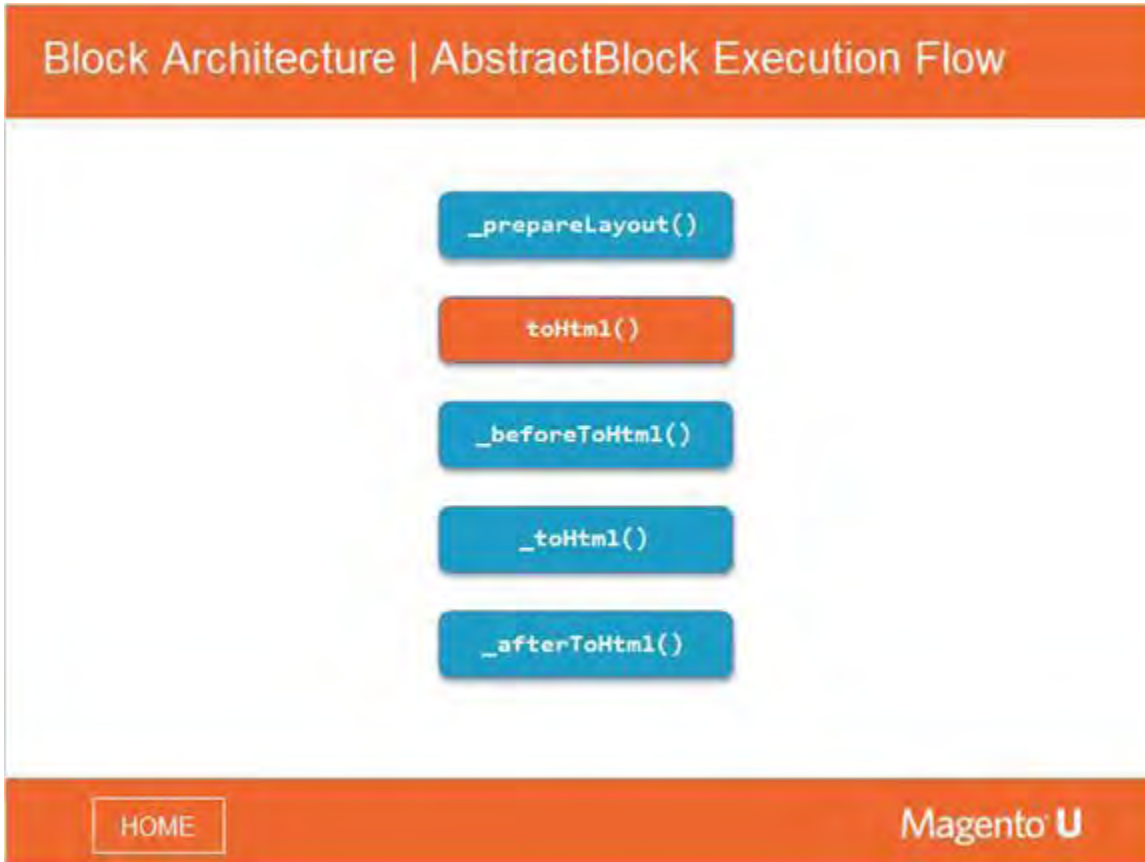 Block Architecture | AbstractBlock Execution Flow
_prepareLayout()
toHtml()
_beforeToHtml()
_toHtml()
_afterToHtml()
HOME
Magento U